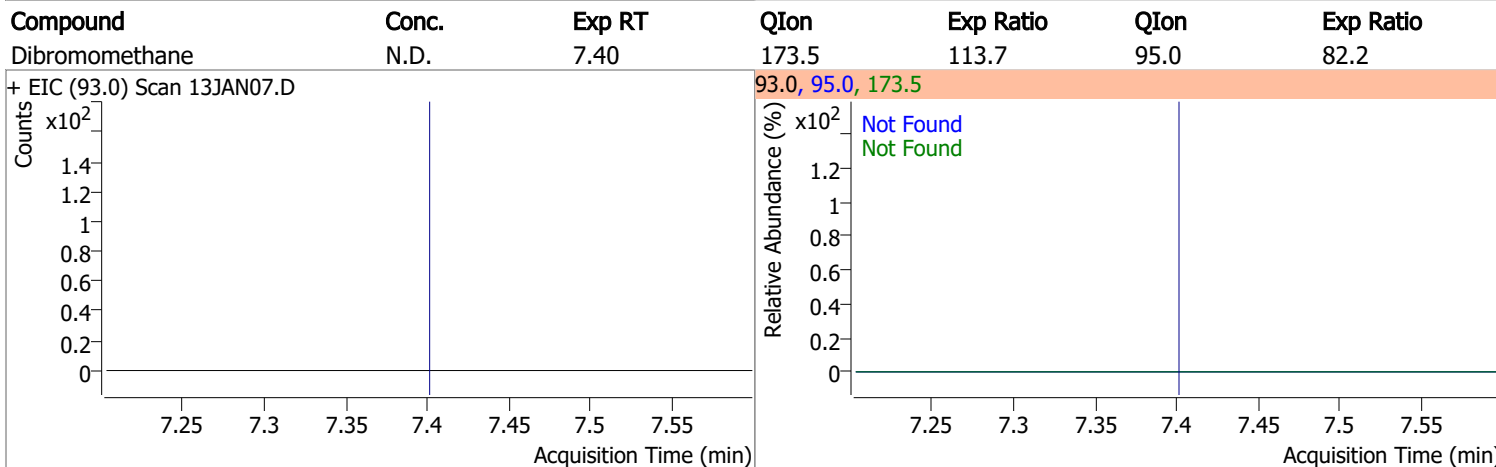 Compound Conc. Exp RT QIon Exp Ratio QIon Exp Ratio
Dibromomethane N.D. 7.40 173.5 113.7 95.0 82.2
+ EIC (93.0) Scan 13JAN07.D
Counts
x10²
1.4
1.2
1
0.8
0.6
0.4
0.2
0
7.25 7.3 7.35 7.4 7.45 7.5 7.55
Acquisition Time (min)
93.0, 95.0, 173.5
Relative Abundance (%)
x10²
Not Found
Not Found
1.2
1
0.8
0.6
0.4
0.2
0
7.25 7.3 7.35 7.4 7.45 7.5 7.55
Acquisition Time (min)